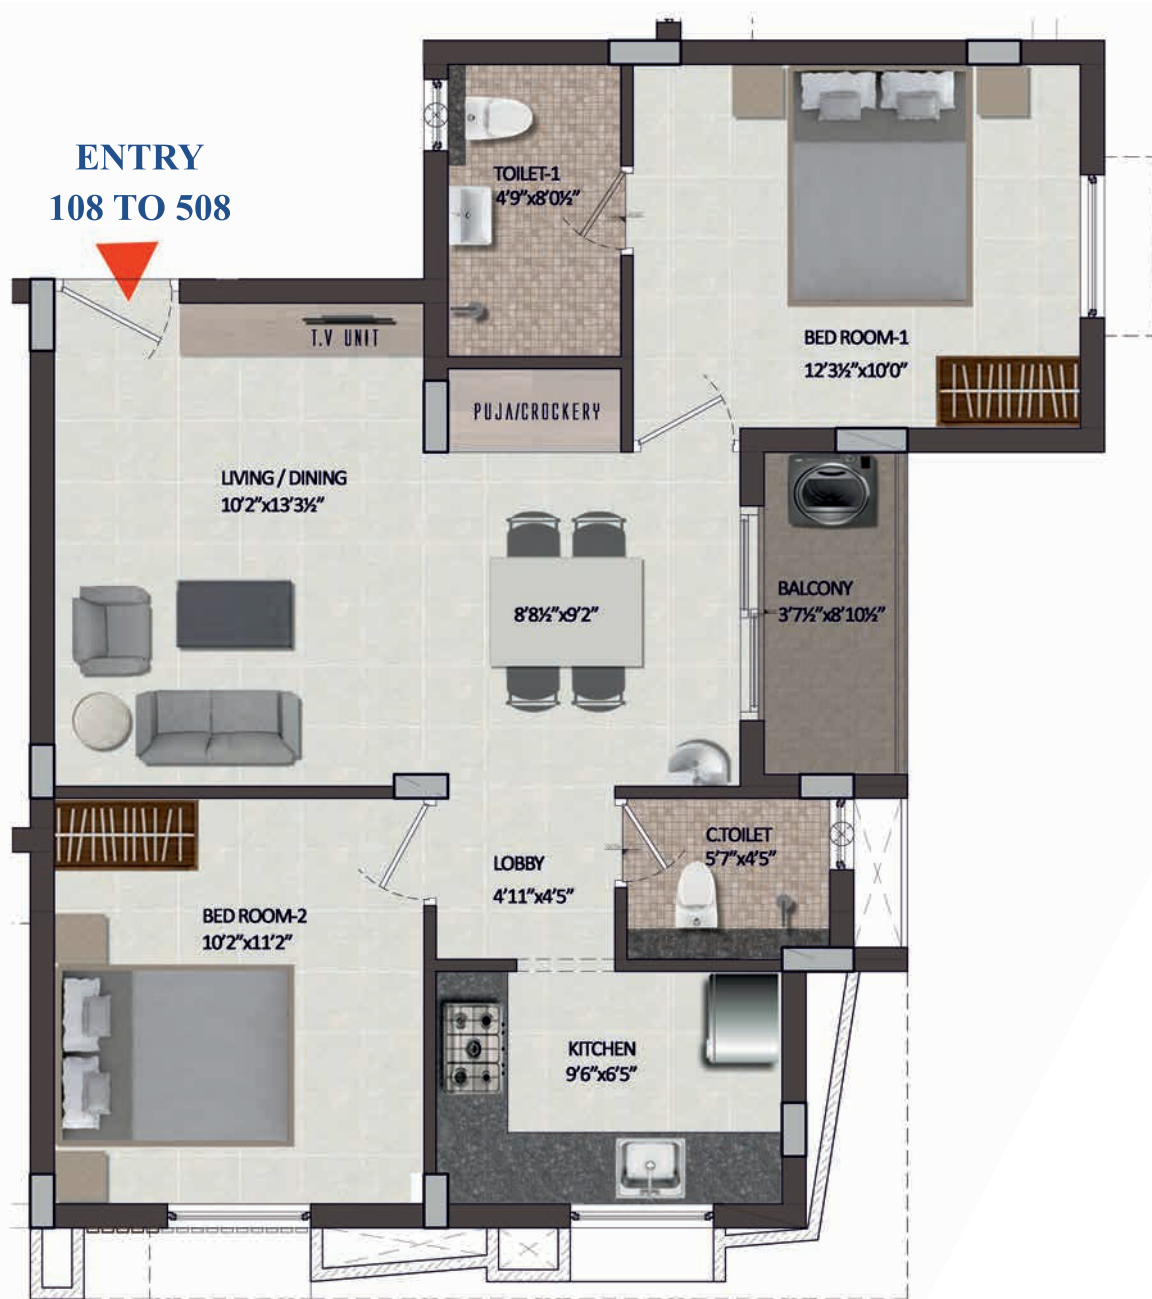 ENTRY
108 TO 508
TOILET-1
4'9"x8'0½"
T.V UNIT
BED ROOM-1
12'3½"x10'0"
PUJA/CROCKERY
LIVING / DINING
10'2"x13'3½"
8'8½"x9'2"
BALCONY
3'7½"x8'10½"
C.TOILET
5'7"x4'5"
LOBBY
4'11"x4'5"
BED ROOM-2
10'2"x11'2"
KITCHEN
9'6"x6'5"